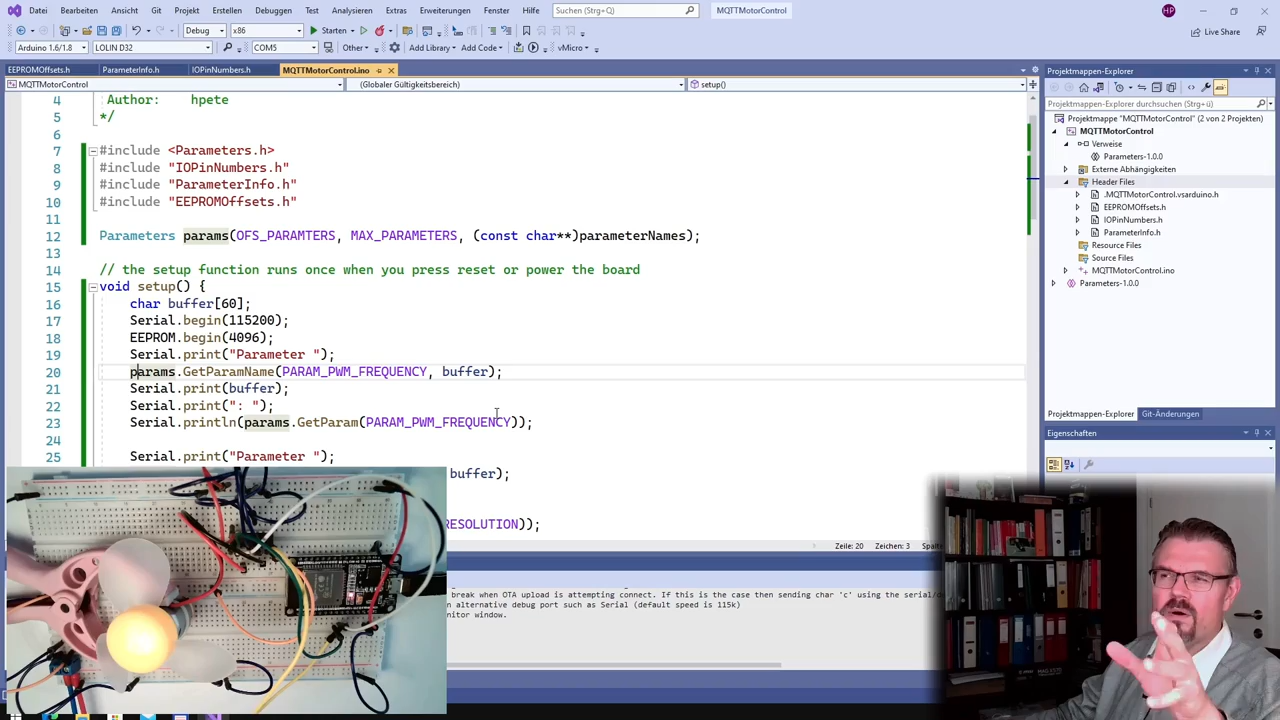 Datei Bearbeiten Ansicht Git Projekt Erstellen Debuggen Test Analysieren Extras Erweiterungen Fenster Hilfe Suchen (Strg+Q) MQTTMotorControl HP
Debug x86 Starten Live Share
Arduino 1.6/1.8 LOLIN D32 COM5 Other Add Library Add Code vMicro
EEPROMOffsets.h ParameterInfo.h IOPinNumbers.h MQTTMotorControl.ino
MQTTMotorControl (Globaler Gültigkeitsbereich) setup()
4 Author: hpete
5 */
6
7 #include <Parameters.h>
8 #include "IOPinNumbers.h"
9 #include "ParameterInfo.h"
10 #include "EEPROMOffsets.h"
11
12 Parameters params(OFS_PARAMTERS, MAX_PARAMETERS, (const char**)parameterNames);
13
14 // the setup function runs once when you press reset or power the board
15 void setup() {
16 char buffer[60];
17 Serial.begin(115200);
18 EEPROM.begin(4096);
19 Serial.print("Parameter ");
20 params.GetParamName(PARAM_PWM_FREQUENCY, buffer);
21 Serial.print(buffer);
22 Serial.print(": ");
23 Serial.println(params.GetParam(PARAM_PWM_FREQUENCY));
24
25 Serial.print("Parameter ");
buffer);
RESOLUTION));
Zeile: 20 Zeichen: 3
break when OTA upload is attempting connect. If this is the case then sending char 'c' using the serial/
n alternative debug port such as Serial (default speed is 115k)
nitor window.
Projektmappen-Explorer
Projektmappen-Explorer durchsuchen (Strg+ü)
Projektmappe "MQTTMotorControl" (2 von 2 Projekten)
MQTTMotorControl
Verweise
Parameters-1.0.0
Externe Abhängigkeiten
Header Files
.MQTTMotorControl.vsarduino.h
EEPROMOffsets.h
IOPinNumbers.h
ParameterInfo.h
Resource Files
Source Files
MQTTMotorControl.ino
Parameters-1.0.0
Projektmappen-Explorer Git-Änderungen
Eigenschaften